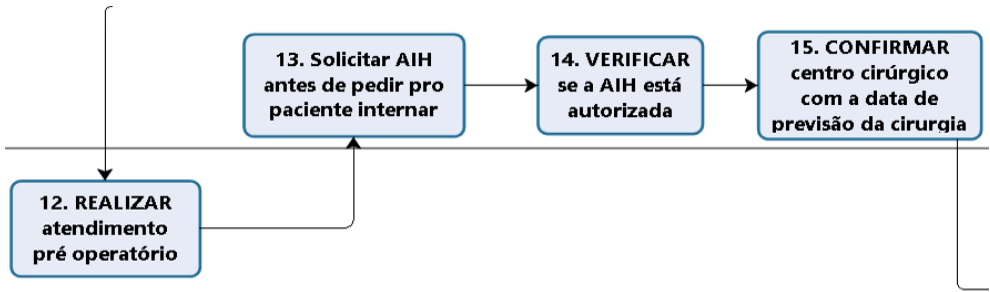 13. Solicitar AIH
antes de pedir pro
paciente internar
14. VERIFICAR
se a AIH está
autorizada
15. CONFIRMAR
centro cirúrgico
com a data de
previsão da cirurgia
12. REALIZAR
atendimento
pré operatório